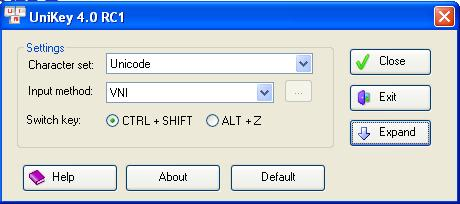 UniKey 4.0 RC1
Settings
Character set: Unicode
Close
Input method: VNI ...
Exit
Switch key: CTRL + SHIFT ALT + Z
Expand
Help About Default